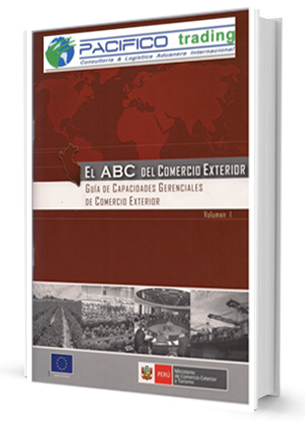 PACIFICO trading
Consultoría & Logística Aduanera Internacional
EL ABC DEL COMERCIO EXTERIOR
GUÍA DE CAPACIDADES GERENCIALES
DE COMERCIO EXTERIOR
Volumen I
PERÚ
Ministerio
de Comercio Exterior
y Turismo